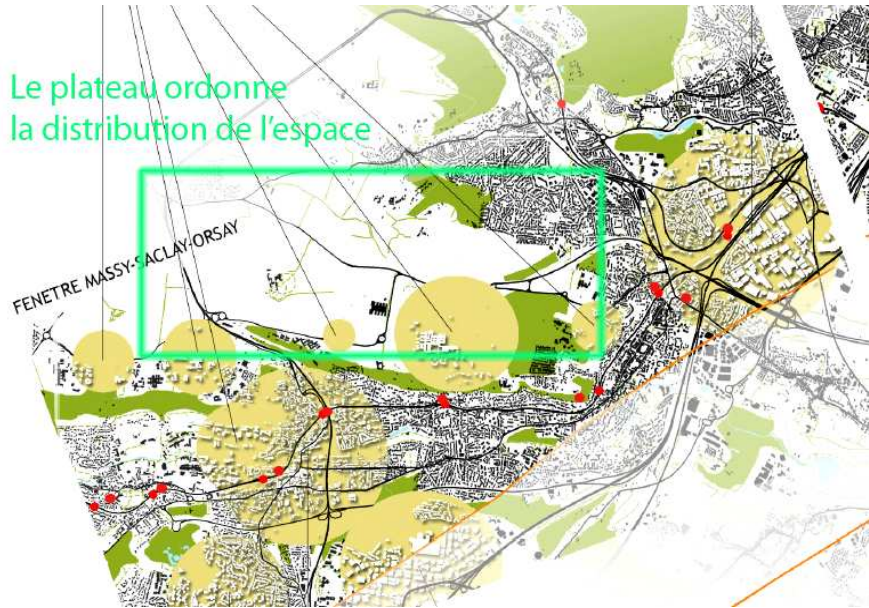 Le plateau ordonne
la distribution de l'espace
FENETRE MASSY-SACLAY-ORSAY